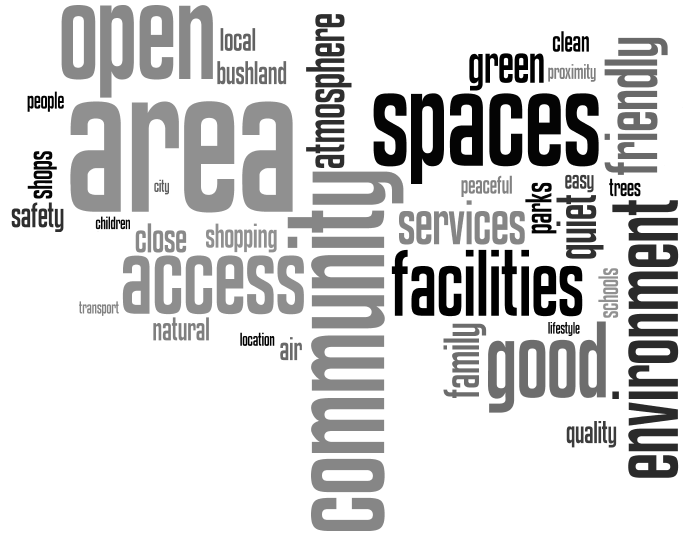 open
local
bushland
people
area
city
shops
safety
children
close
shopping
access
transport
natural
location
air
atmosphere
community
clean
green
proximity
friendly
spaces
peaceful
easy
trees
parks
quiet
services
facilities
schools
environment
lifestyle
family
good
quality